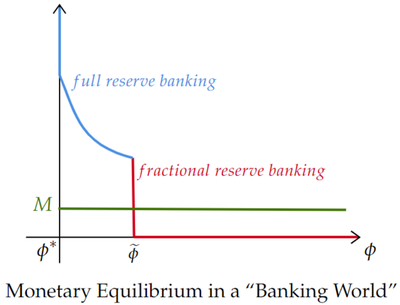 full reserve banking
fractional reserve banking
M
ϕ*
ϕ̃
ϕ
Monetary Equilibrium in a “Banking World”